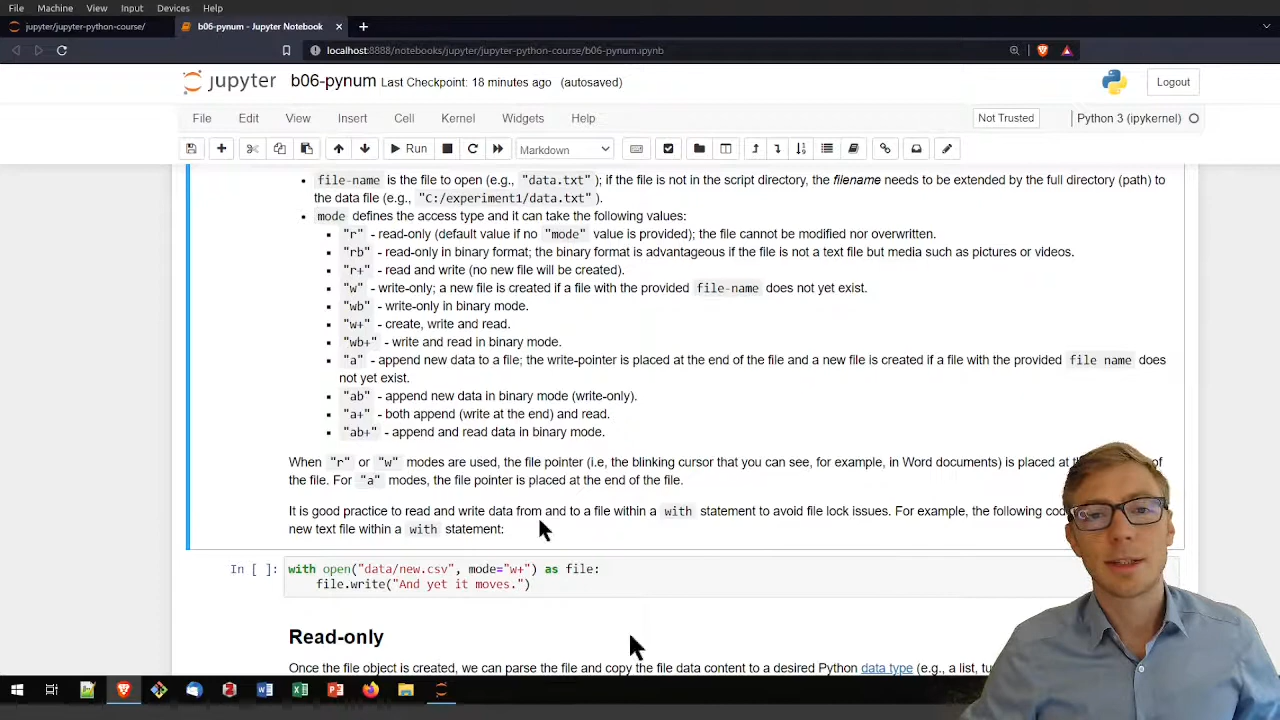 File Machine View Input Devices Help
jupyter/jupyter-python-course/ b06-pynum - Jupyter Notebook
localhost:8888/notebooks/jupyter/jupyter-python-course/b06-pynum.ipynb
jupyter b06-pynum Last Checkpoint: 18 minutes ago (autosaved) Logout
File Edit View Insert Cell Kernel Widgets Help Not Trusted Python 3 (ipykernel)
Run Markdown
file-name is the file to open (e.g., "data.txt"); if the file is not in the script directory, the filename needs to be extended by the full directory (path) to
the data file (e.g., "C:/experiment1/data.txt").
mode defines the access type and it can take the following values:
"r" - read-only (default value if no "mode" value is provided); the file cannot be modified nor overwritten.
"rb" - read-only in binary format; the binary format is advantageous if the file is not a text file but media such as pictures or videos.
"r+" - read and write (no new file will be created).
"w" - write-only; a new file is created if a file with the provided file-name does not yet exist.
"wb" - write-only in binary mode.
"w+" - create, write and read.
"wb+" - write and read in binary mode.
"a" - append new data to a file; the write-pointer is placed at the end of the file and a new file is created if a file with the provided file name does
not yet exist.
"ab" - append new data in binary mode (write-only).
"a+" - both append (write at the end) and read.
"ab+" - append and read data in binary mode.
When "r" or "w" modes are used, the file pointer (i.e, the blinking cursor that you can see, for example, in Word documents) is placed at of
the file. For "a" modes, the file pointer is placed at the end of the file.
It is good practice to read and write data from and to a file within a with statement to avoid file lock issues. For example, the following
new text file within a with statement:
In [ ]: with open("data/new.csv", mode="w+") as file:
file.write("And yet it moves.")
Read-only
Once the file object is created, we can parse the file and copy the file data content to a desired Python data type (e.g., a list,